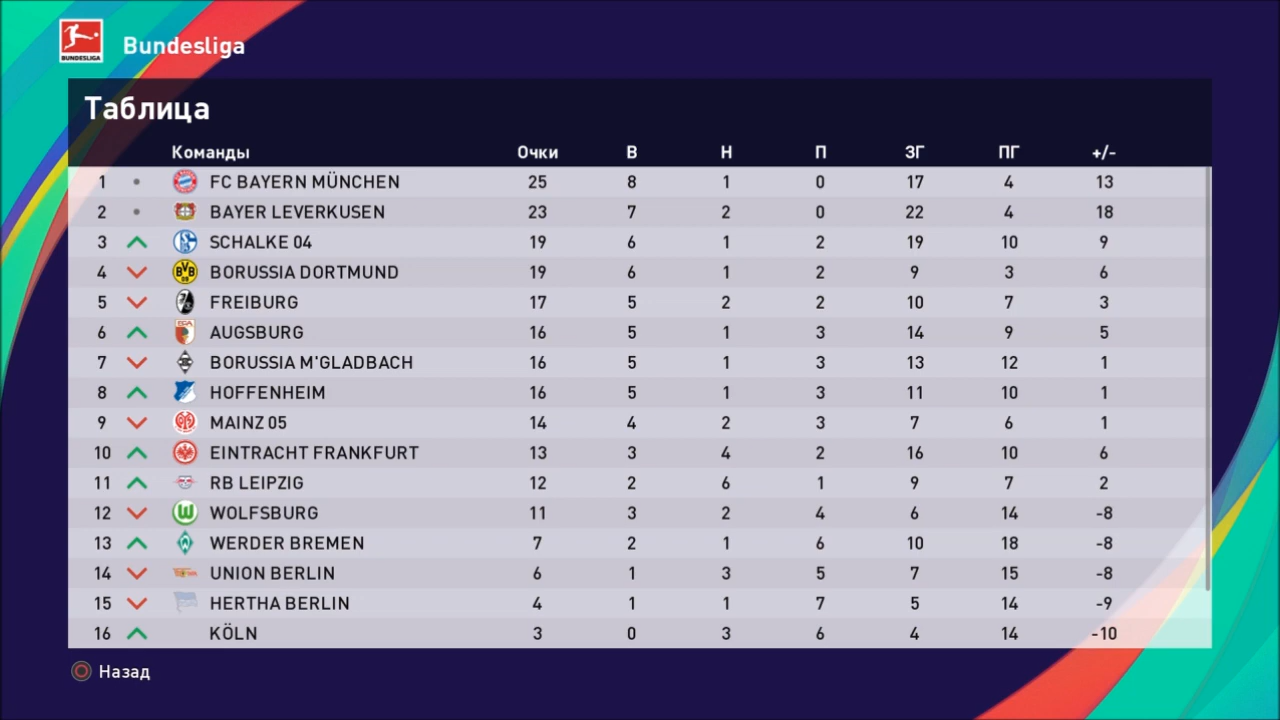 BUNDESLIGA
Bundesliga
Таблица
Команды Очки В Н П ЗГ ПГ +/-
1 FC BAYERN MÜNCHEN 25 8 1 0 17 4 13
2 BAYER LEVERKUSEN 23 7 2 0 22 4 18
3 SCHALKE 04 19 6 1 2 19 10 9
4 BORUSSIA DORTMUND 19 6 1 2 9 3 6
5 FREIBURG 17 5 2 2 10 7 3
6 AUGSBURG 16 5 1 3 14 9 5
7 BORUSSIA M'GLADBACH 16 5 1 3 13 12 1
8 HOFFENHEIM 16 5 1 3 11 10 1
9 MAINZ 05 14 4 2 3 7 6 1
10 EINTRACHT FRANKFURT 13 3 4 2 16 10 6
11 RB LEIPZIG 12 2 6 1 9 7 2
12 WOLFSBURG 11 3 2 4 6 14 -8
13 WERDER BREMEN 7 2 1 6 10 18 -8
14 UNION BERLIN 6 1 3 5 7 15 -8
15 HERTHA BERLIN 4 1 1 7 5 14 -9
16 KÖLN 3 0 3 6 4 14 -10
Назад